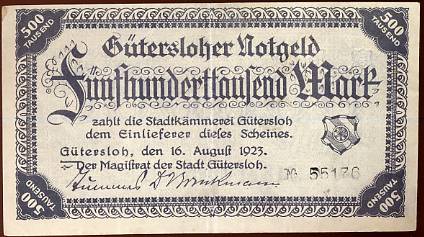 500 TAUSEND
500 TAUSEND
Gütersloher Notgeld
Fünfhunderttausend Mark
zahlt die Stadtkämmerei Gütersloh
dem Einlieferer dieses Scheines.
Gütersloh, den 16. August 1923.
Der Magistrat der Stadt Gütersloh.
№ 55176
500 TAUSEND
500 TAUSEND